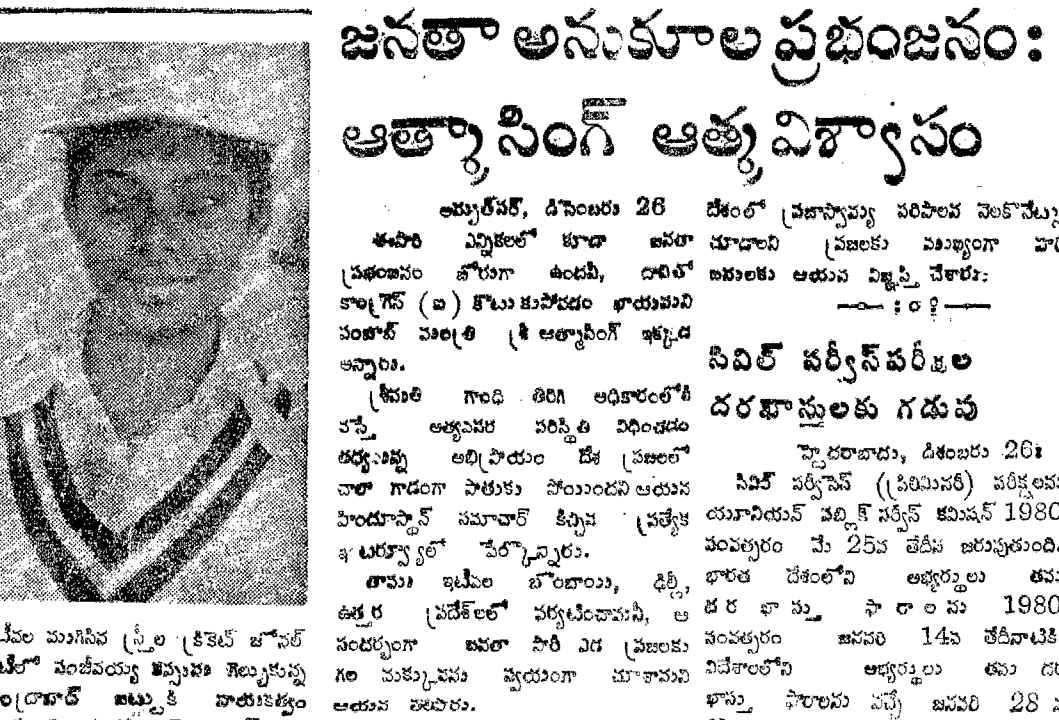 జనతా అనుకూల ప్రభంజనం :
ఆత్మాసింగ్ ఆత్మవిశ్వాసం
అమృత్‌సర్, డిసెంబరు 26
ఈసారి ఎన్నికలలో కూడా జనతా
ప్రభంజనం జోరుగా ఉందనీ, దానితో
కాంగ్రెస్ (ఐ) కొట్టుకుపోవడం ఖాయమని
పంజాబ్ మంత్రి శ్రీ ఆత్మాసింగ్ ఇక్కడ
అన్నారు.
శ్రీమతి గాంధి తిరిగి అధికారంలోకి
వస్తే అత్యవసర పరిస్థితి విధించడం
తధ్యమన్న అభిప్రాయం దేశ ప్రజలలో
చాలా గాడంగా పాతుకు పోయిందని ఆయన
హిందూస్థాన్ సమాచార్ కిచ్చిన ప్రత్యేక
ఇంటర్వ్యూలో పేర్కొన్నారు.
తాము ఇటీవల బొంబాయి, ఢిల్లీ,
ఉత్తర ప్రదేశ్‌లలో పర్యటించామనీ, ఆ
సందర్భంగా జనతా పార్టీ ఎడ ప్రజలకు
గల మక్కువను స్వయంగా చూశామని
ఆయన తెలిపారు.
దేశంలో ప్రజాస్వామ్య పరిపాలన నెలకొనేట్లు
చూడాలని ప్రజలకు ముఖ్యంగా హరి
జనులకు ఆయన విజ్ఞప్తి చేశారు.
సివిల్ సర్వీస్ పరీక్షల
దరఖాస్తులకు గడువు
హైదరాబాదు, డిశంబరు 26:
సివిల్ సర్వీసెస్ (ప్రిలిమినరీ) పరీక్షలను
యూనియన్ పబ్లిక్ సర్వీస్ కమిషన్ 1980
సంవత్సరం మే 25వ తేదీన జరుపుతుంది.
భారత దేశంలోని అభ్యర్థులు తమ
దరఖాస్తు ఫారాలను 1980
సంవత్సరం జనవరి 14వ తేదీనాటికి
విదేశాలలోని అభ్యర్థులు తమ దర
ఖాస్తు ఫారాలను వచ్చే జనవరి 28
ముగిసిన స్త్రీల క్రికెట్ జోనల్
సంజీవయ్య కప్పును గెల్చుకున్న
జట్టుకి నాయకత్వం